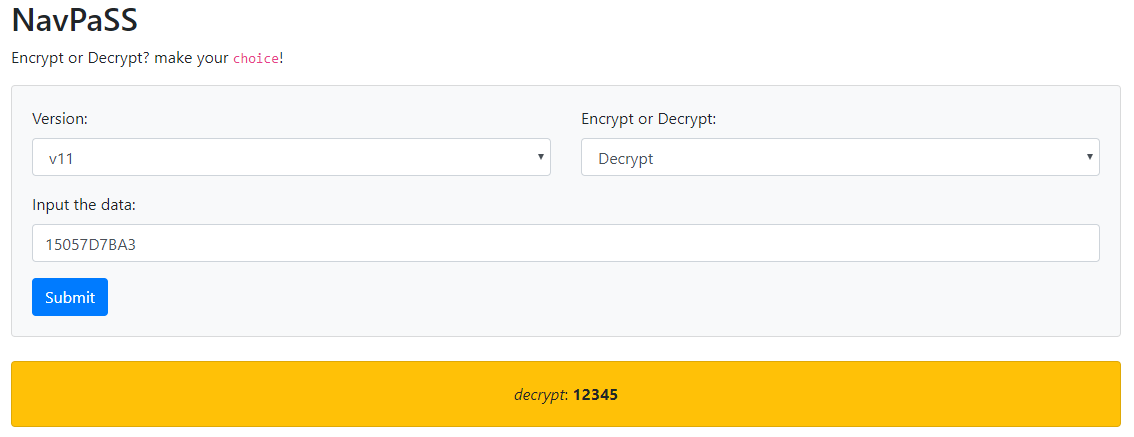 NavPaSS
Encrypt or Decrypt? make your choice!
Version:
Encrypt or Decrypt:
v11
Decrypt
Input the data:
15057D7BA3
Submit
decrypt: 12345